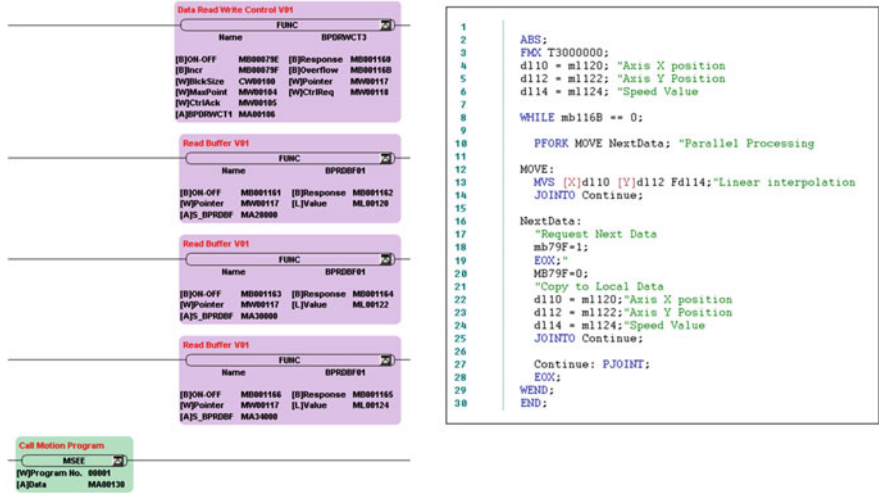 Data Read Write Control V01
FUNC
Name BPDRWCT3
[B]ON-OFF MB00079E [B]Response MB001160
[B]Incr MB00079F [B]Overflow MB00116B
[W]BlckSize CW00100 [W]Pointer MW00117
[W]MaxPoint MW00104 [W]CtrlReq MW00118
[W]CtrlAck MW00105
[A]BPDRWCT1 MA00106
Read Buffer V01
FUNC
Name BPRDBF01
[B]ON-OFF MB001161 [B]Response MB001162
[W]Pointer MW00117 [L]Value ML00120
[A]S_BPRDBF MA20000
Read Buffer V01
FUNC
Name BPRDBF01
[B]ON-OFF MB001163 [B]Response MB001164
[W]Pointer MW00117 [L]Value ML00122
[A]S_BPRDBF MA30000
Read Buffer V01
FUNC
Name BPRDBF01
[B]ON-OFF MB001166 [B]Response MB001165
[W]Pointer MW00117 [L]Value ML00124
[A]S_BPRDBF MA34000
Call Motion Program
MSEE
[W]Program No. 00001
[A]Data MA00130
1
2 ABS;
3 FMX T3000000;
4 dl10 = ml120; "Axis X position
5 dl12 = ml122; "Axis Y Position
6 dl14 = ml124; "Speed Value
7
8 WHILE mb116B == 0;
9
10 PFORK MOVE NextData; "Parallel Processing
11
12 MOVE:
13 MVS [X]dl10 [Y]dl12 Fdl14;"Linear interpolation
14 JOINTO Continue;
15
16 NextData:
17 "Request Next Data
18 mb79F=1;
19 EOX;"
20 MB79F=0;
21 "Copy to Local Data
22 dl10 = ml120;"Axis X position
23 dl12 = ml122;"Axis Y Position
24 dl14 = ml124;"Speed Value
25 JOINTO Continue;
26
27 Continue: PJOINT;
28 EOX;
29 WEND;
30 END;